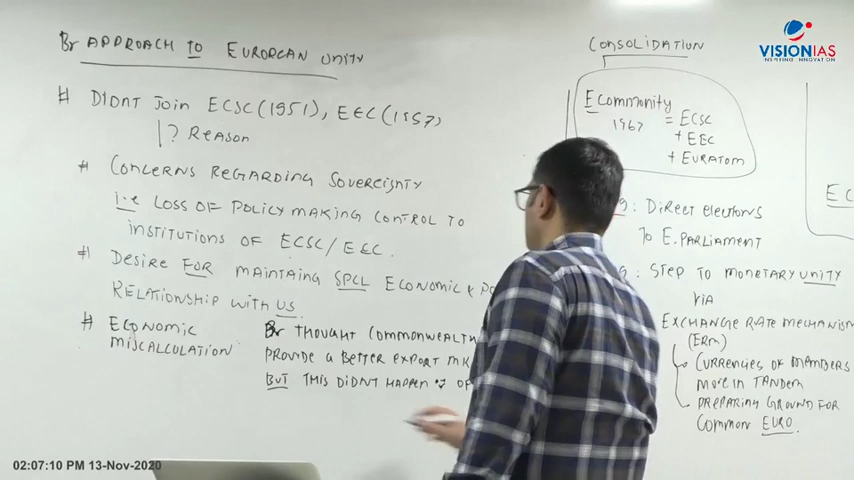 Br APPROACH TO EUROPEAN UNITY
# DIDNT JOIN ECSC (1951), EEC (1957)
? REASON
# CONCERNS REGARDING SOVEREIGNTY
i.e LOSS OF POLICY MAKING CONTROL TO
INSTITUTIONS OF ECSC/EEC.
# DESIRE FOR MAINTAING SPCL ECONOMIC &
RELATIONSHIP WITH US
# ECONOMIC
MISCALCULATION
Br THOUGHT COMMONWEALTH
PROVIDE A BETTER EXPORT
BUT THIS DIDNT HAPPEN ∵ OF
CONSOLIDATION
E Community
1967
= ECSC
+ EEC
+ EURATOM
: DIRECT ELECTIONS
TO E. PARLIAMENT
: STEP TO MONETARY UNITY
VIA
EXCHANGE RATE MECHANISM
(ERM)
CURRENCIES OF MEMBERS
MOVE IN TANDEM
PREPARING GROUND FOR
COMMON EURO.
VISIONIAS
INSPIRING INNOVATION
02:07:10 PM 13-Nov-2020